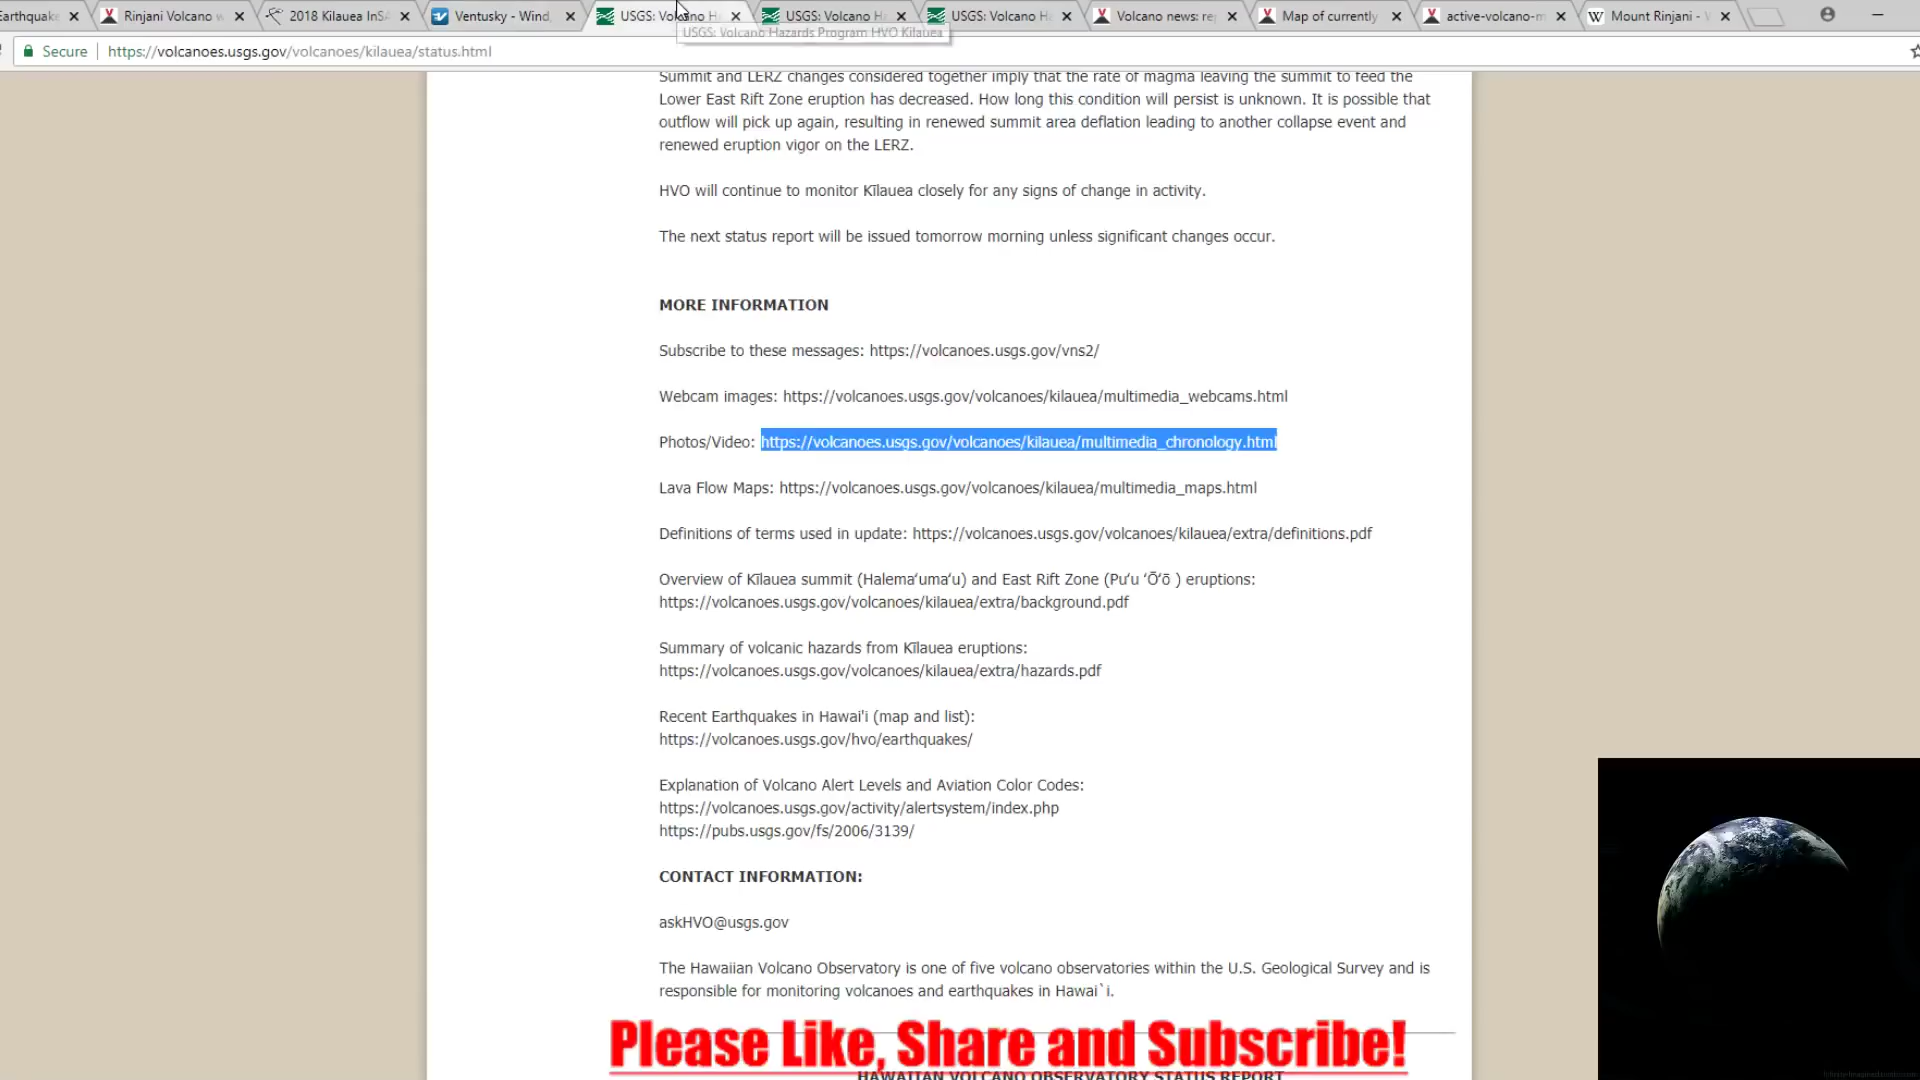 Earthquake
Rinjani Volcano w
2018 Kilauea InSA
Ventusky - Wind,
USGS: Volcano H
USGS: Volcano Ha
USGS: Volcano Ha
Volcano news: rep
Map of currently
active-volcano-m
Mount Rinjani - W
USGS: Volcano Hazards Program HVO Kilauea
Secure
https://volcanoes.usgs.gov/volcanoes/kilauea/status.html
Summit and LERZ changes considered together imply that the rate of magma leaving the summit to feed the
Lower East Rift Zone eruption has decreased. How long this condition will persist is unknown. It is possible that
outflow will pick up again, resulting in renewed summit area deflation leading to another collapse event and
renewed eruption vigor on the LERZ.
HVO will continue to monitor Kīlauea closely for any signs of change in activity.
The next status report will be issued tomorrow morning unless significant changes occur.
MORE INFORMATION
Subscribe to these messages: https://volcanoes.usgs.gov/vns2/
Webcam images: https://volcanoes.usgs.gov/volcanoes/kilauea/multimedia_webcams.html
Photos/Video: https://volcanoes.usgs.gov/volcanoes/kilauea/multimedia_chronology.html
Lava Flow Maps: https://volcanoes.usgs.gov/volcanoes/kilauea/multimedia_maps.html
Definitions of terms used in update: https://volcanoes.usgs.gov/volcanoes/kilauea/extra/definitions.pdf
Overview of Kīlauea summit (Halemaʻumaʻu) and East Rift Zone (Puʻu ʻŌʻō ) eruptions:
https://volcanoes.usgs.gov/volcanoes/kilauea/extra/background.pdf
Summary of volcanic hazards from Kīlauea eruptions:
https://volcanoes.usgs.gov/volcanoes/kilauea/extra/hazards.pdf
Recent Earthquakes in Hawai'i (map and list):
https://volcanoes.usgs.gov/hvo/earthquakes/
Explanation of Volcano Alert Levels and Aviation Color Codes:
https://volcanoes.usgs.gov/activity/alertsystem/index.php
https://pubs.usgs.gov/fs/2006/3139/
CONTACT INFORMATION:
askHVO@usgs.gov
The Hawaiian Volcano Observatory is one of five volcano observatories within the U.S. Geological Survey and is
responsible for monitoring volcanoes and earthquakes in Hawai`i.
Please Like, Share and Subscribe!
HAWAIIAN VOLCANO OBSERVATORY STATUS REPORT